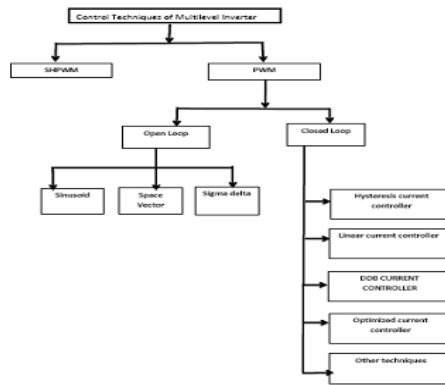 Control Techniques of Multilevel Inverter
SHPWM
PWM
Open Loop
Closed Loop
Sinusoid
Space
Vector
Sigma delta
Hysteresis current
controller
Linear current controller
DDB CURRENT
CONTROLLER
Optimized current
controller
Other techniques